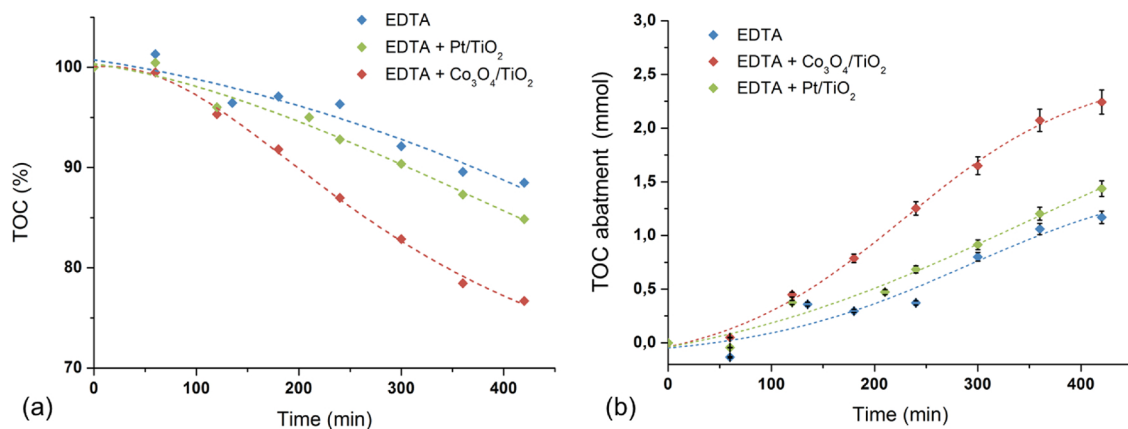 EDTA
EDTA + Pt/TiO2
EDTA + Co3O4/TiO2
100
90
80
70
TOC (%)
0 100 200 300 400
Time (min)
(a)
EDTA
EDTA + Co3O4/TiO2
EDTA + Pt/TiO2
3,0
2,5
2,0
1,5
1,0
0,5
0,0
TOC abatment (mmol)
0 100 200 300 400
Time (min)
(b)